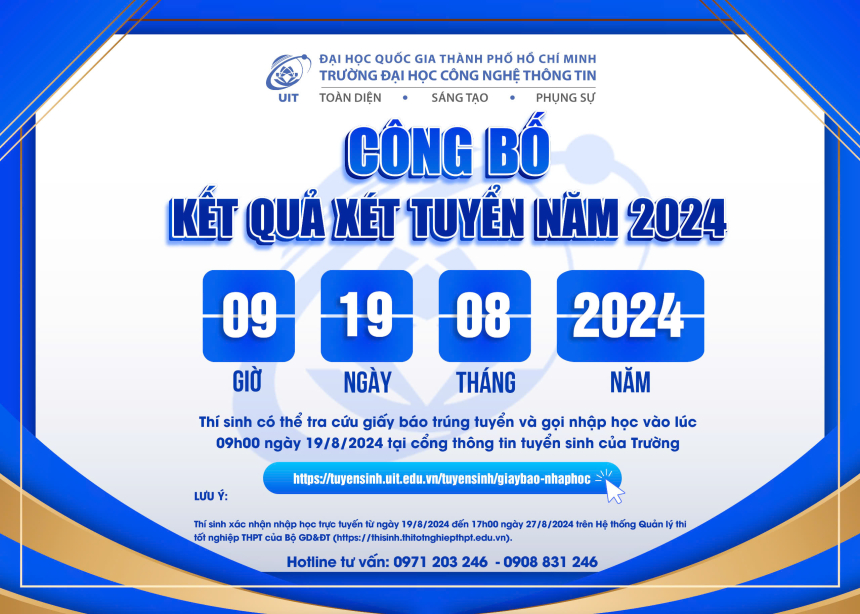 ĐẠI HỌC QUỐC GIA THÀNH PHỐ HỒ CHÍ MINH
TRƯỜNG ĐẠI HỌC CÔNG NGHỆ THÔNG TIN
UIT TOÀN DIỆN • SÁNG TẠO • PHỤNG SỰ
CÔNG BỐ
KẾT QUẢ XÉT TUYỂN NĂM 2024
09 19 08 2024
GIỜ NGÀY THÁNG NĂM
Thí sinh có thể tra cứu giấy báo trúng tuyển và gọi nhập học vào lúc
09h00 ngày 19/8/2024 tại cổng thông tin tuyển sinh của Trường
https://tuyensinh.uit.edu.vn/tuyensinh/giaybao-nhaphoc
LƯU Ý:
Thí sinh xác nhận nhập học trực tuyến từ ngày 19/8/2024 đến 17h00 ngày 27/8/2024 trên Hệ thống Quản lý thi
tốt nghiệp THPT của Bộ GD&ĐT (https://thisinh.thitotnghiepthpt.edu.vn).
Hotline tư vấn: 0971 203 246 - 0908 831 246